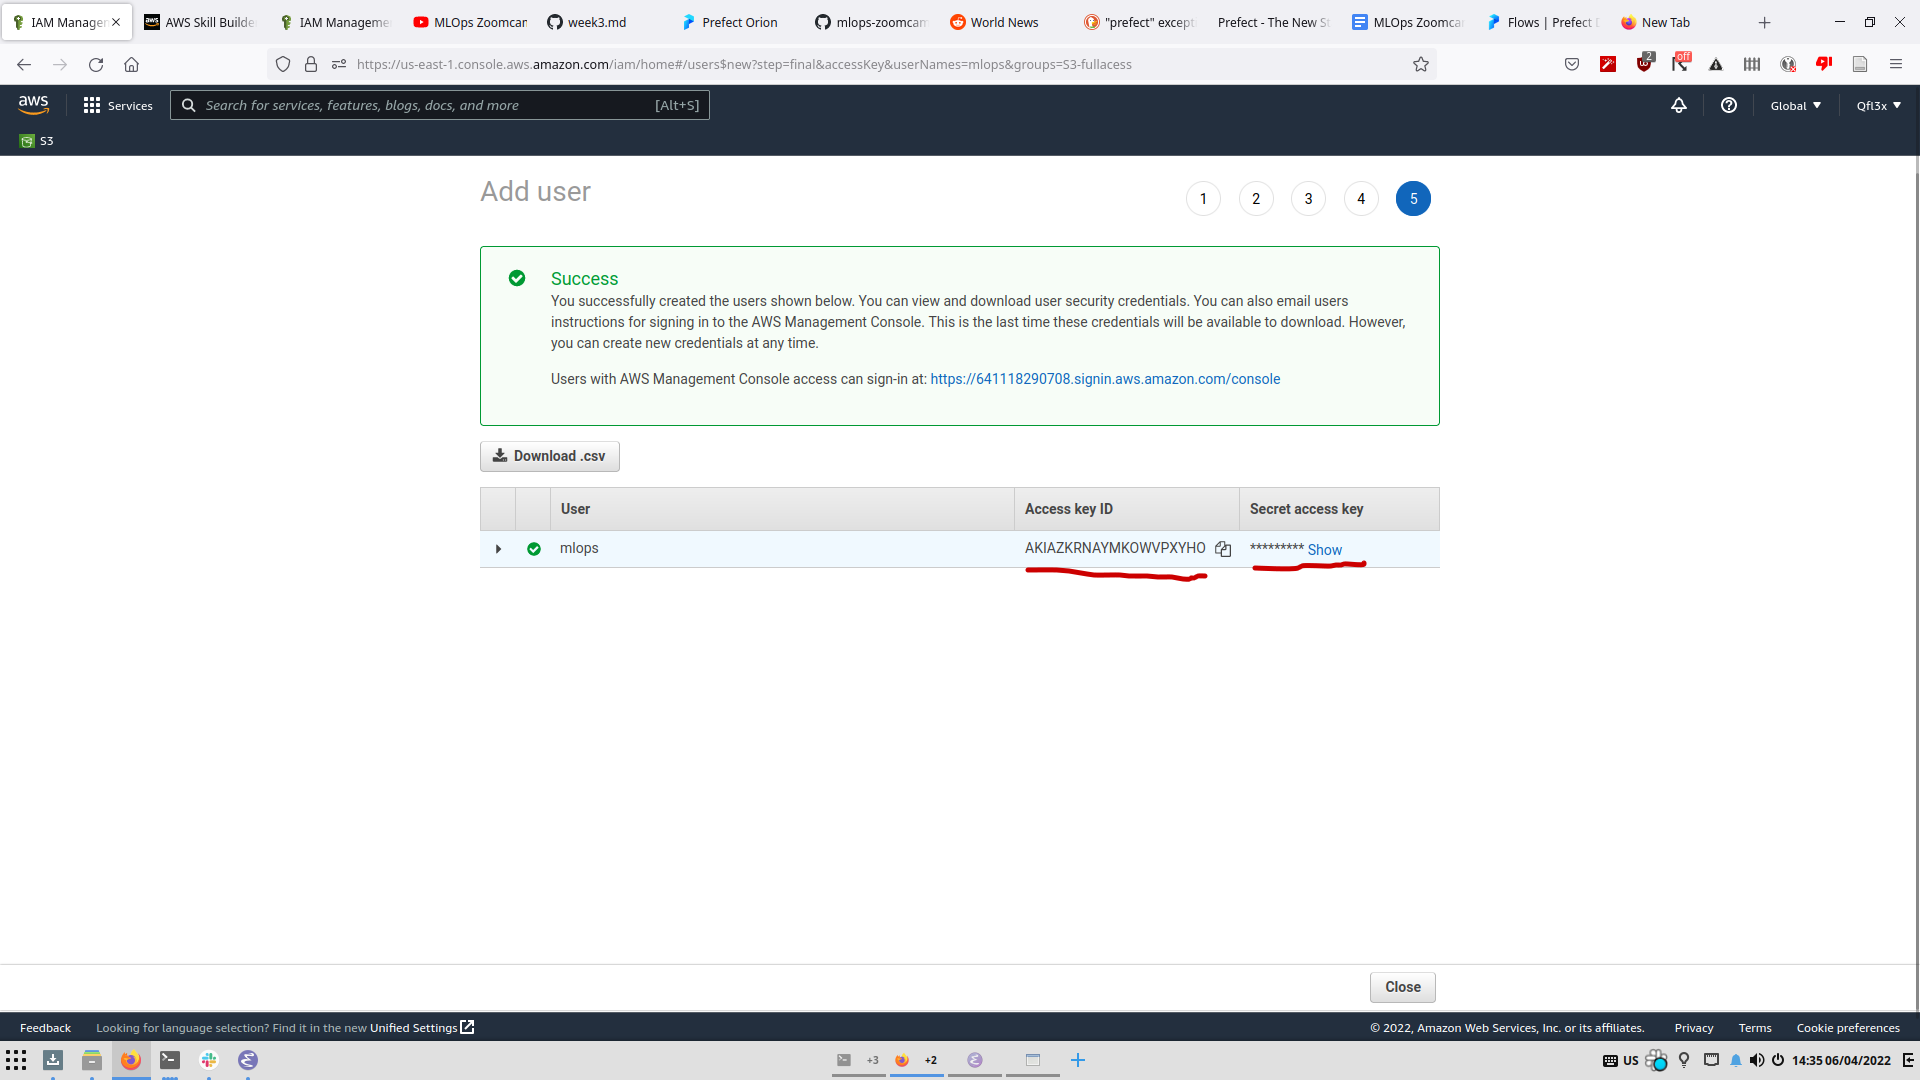 IAM Managem
AWS Skill Builde
IAM Manageme
MLOps Zoomcan
week3.md
Prefect Orion
mlops-zoomcam
World News
"prefect" except
Prefect - The New S
MLOps Zoomca
Flows | Prefect
New Tab
https://us-east-1.console.aws.amazon.com/iam/home#/users$new?step=final&accessKey&userNames=mlops&groups=S3-fullacess
2
off
aws
Services
Search for services, features, blogs, docs, and more
[Alt+S]
Global
Qfl3x
S3
Add user
1 2 3 4 5
Success
You successfully created the users shown below. You can view and download user security credentials. You can also email users
instructions for signing in to the AWS Management Console. This is the last time these credentials will be available to download. However,
you can create new credentials at any time.
Users with AWS Management Console access can sign-in at: https://641118290708.signin.aws.amazon.com/console
Download .csv
User Access key ID Secret access key
mlops AKIAZKRNAYMKOWVPXYHO ********* Show
Close
Feedback
Looking for language selection? Find it in the new Unified Settings
© 2022, Amazon Web Services, Inc. or its affiliates.
Privacy
Terms
Cookie preferences
+3
+2
US
14:35 06/04/2022